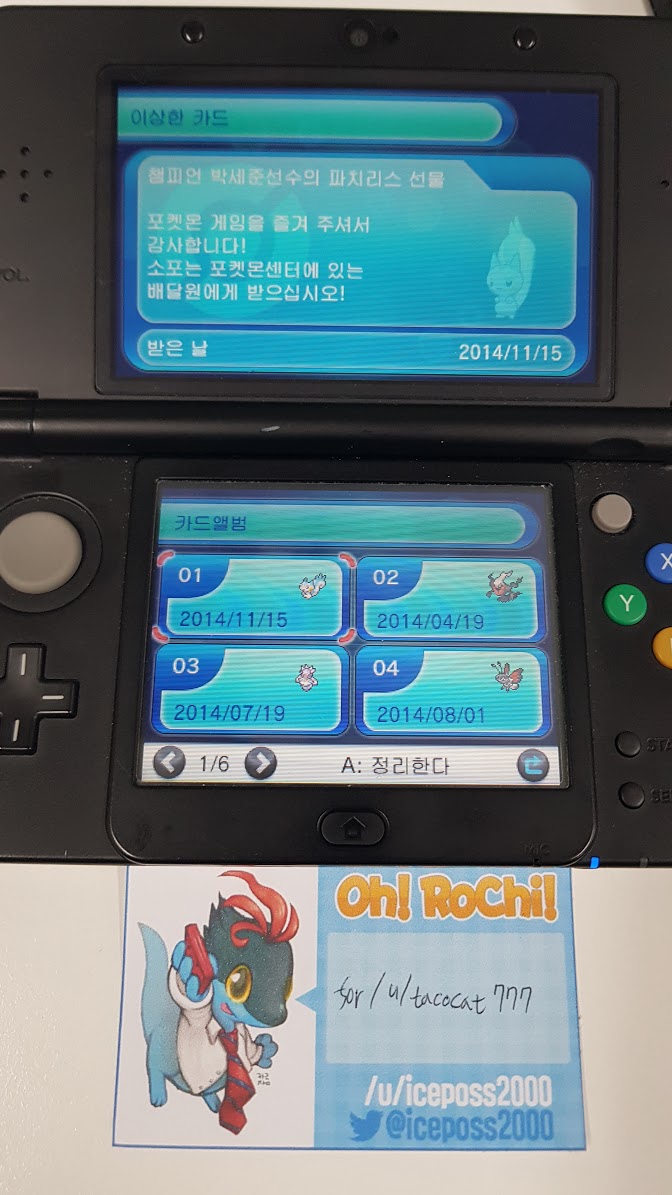 이상한 카드
챔피언 박세준선수의 파치리스 선물
포켓몬 게임을 즐겨 주셔서
감사합니다!
소포는 포켓몬센터에 있는
배달원에게 받으십시오!
받은 날
2014/11/15
VOL.
카드앨범
01
2014/11/15
02
2014/04/19
03
2014/07/19
04
2014/08/01
1/6
A: 정리한다
X
Y
STA
SEL
MIC
Oh! RoChi!
for /u/tacocat777
/u/iceposs2000
@iceposs2000